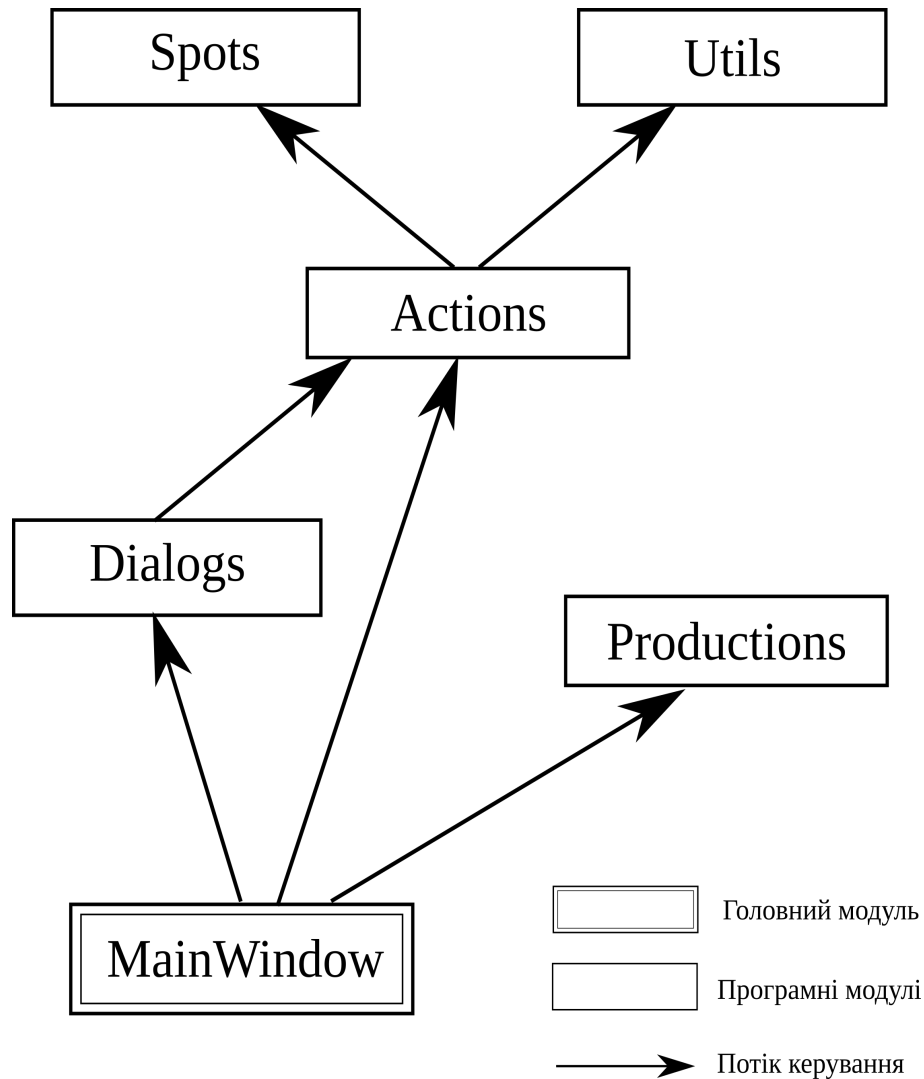 Spots
Utils
Actions
Dialogs
Productions
MainWindow
Головний модуль
Програмні модулі
Потік керування